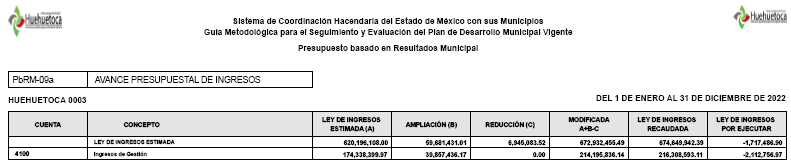 Huehuetoca
Huehuetoca
Sistema de Coordinación Hacendaria del Estado de México con sus Municipios
Guia Metodológica para el Seguimiento y Evaluación del Plan de Desarrollo Municipal Vigente
Presupuesto basado en Resultados Municipal
PbRM-09a AVANCE PRESUPUESTAL DE INGRESOS
HUEHUETOCA 0003 DEL 1 DE ENERO AL 31 DE DICIEMBRE DE 2022
CUENTA CONCEPTO LEY DE INGRESOS ESTIMADA (A) AMPLIACIÓN (B) REDUCCIÓN (C) MODIFICADA A+B-C LEY DE INGRESOS RECAUDADA LEY DE INGRESOS POR EJECUTAR
LEY DE INGRESOS ESTIMADA 620,196,108.00 59,681,431.01 6,945,083.52 672,932,455.49 674,649,942.39 -1,717,486.90
4100 Ingresos de Gestión 174,338,399.97 39,857,436.17 0.00 214,195,836.14 216,308,593.11 -2,112,756.97